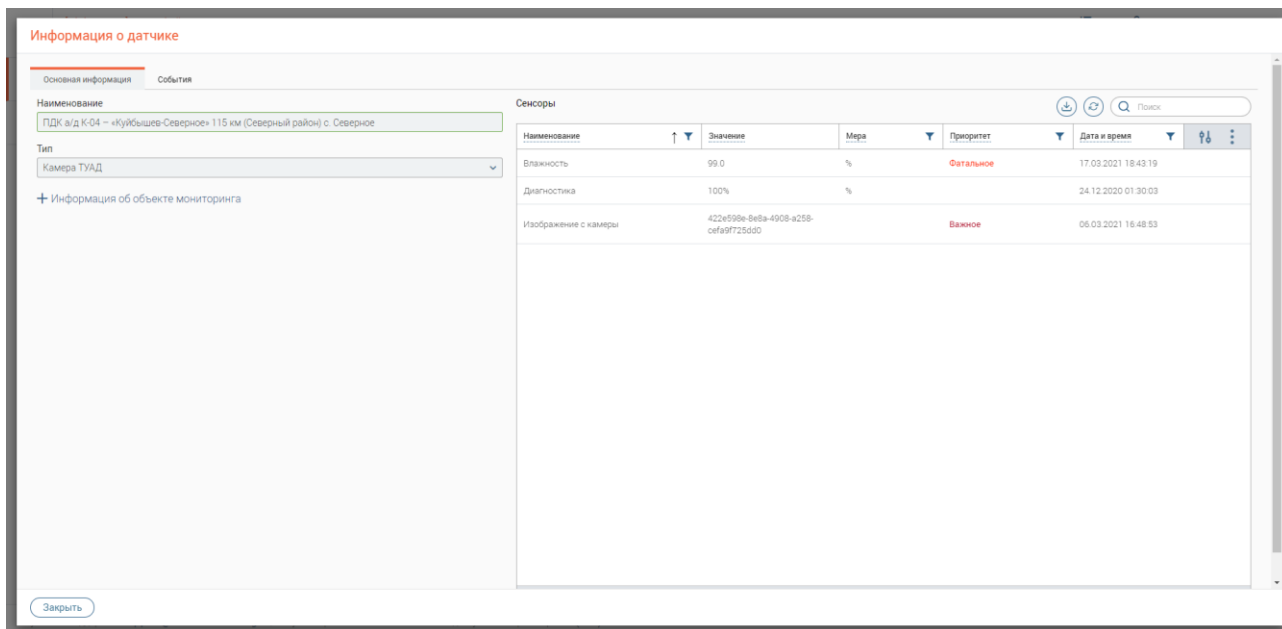 Информация о датчике
Основная информация События
Наименование
ПДК а/д К-04 – «Куйбышев-Северное» 115 км (Северный район) с. Северное
Тип
Камера ТУАД
Информация об объекте мониторинга
Сенсоры
Поиск
Наименование Значение Мера Приоритет Дата и время
Влажность 99.0 % Фатальное 17.03.2021 18:43:19
Диагностика 100% % 24.12.2020 01:30:03
Изображение с камеры 422e598e-8e8a-4908-a258-
cefa9f725dd0 Важное 06.03.2021 16:48:53
Закрыть